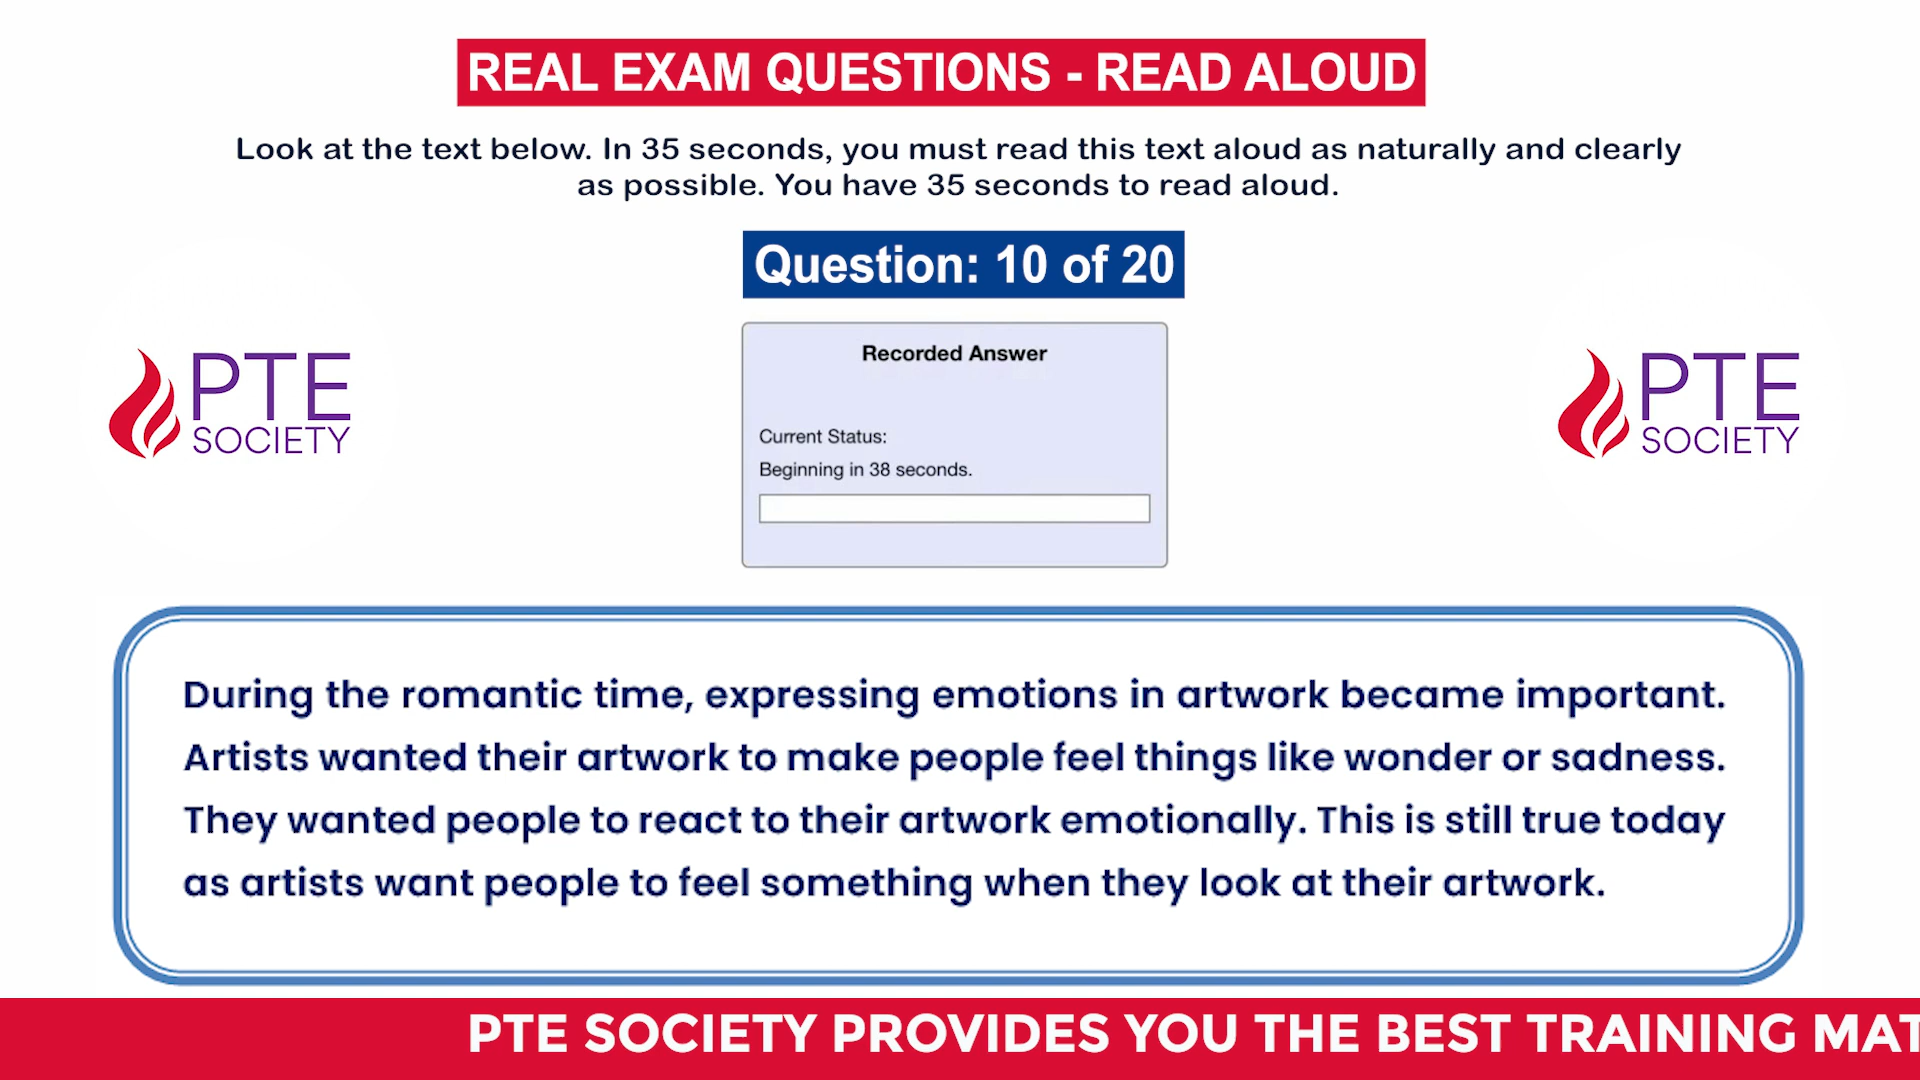 REAL EXAM QUESTIONS - READ ALOUD
Look at the text below. In 35 seconds, you must read this text aloud as naturally and clearly
as possible. You have 35 seconds to read aloud.
Question: 10 of 20
Recorded Answer
Current Status:
Beginning in 38 seconds.
PTE
SOCIETY
PTE
SOCIETY
During the romantic time, expressing emotions in artwork became important.
Artists wanted their artwork to make people feel things like wonder or sadness.
They wanted people to react to their artwork emotionally. This is still true today
as artists want people to feel something when they look at their artwork.
PTE SOCIETY PROVIDES YOU THE BEST TRAINING MAT